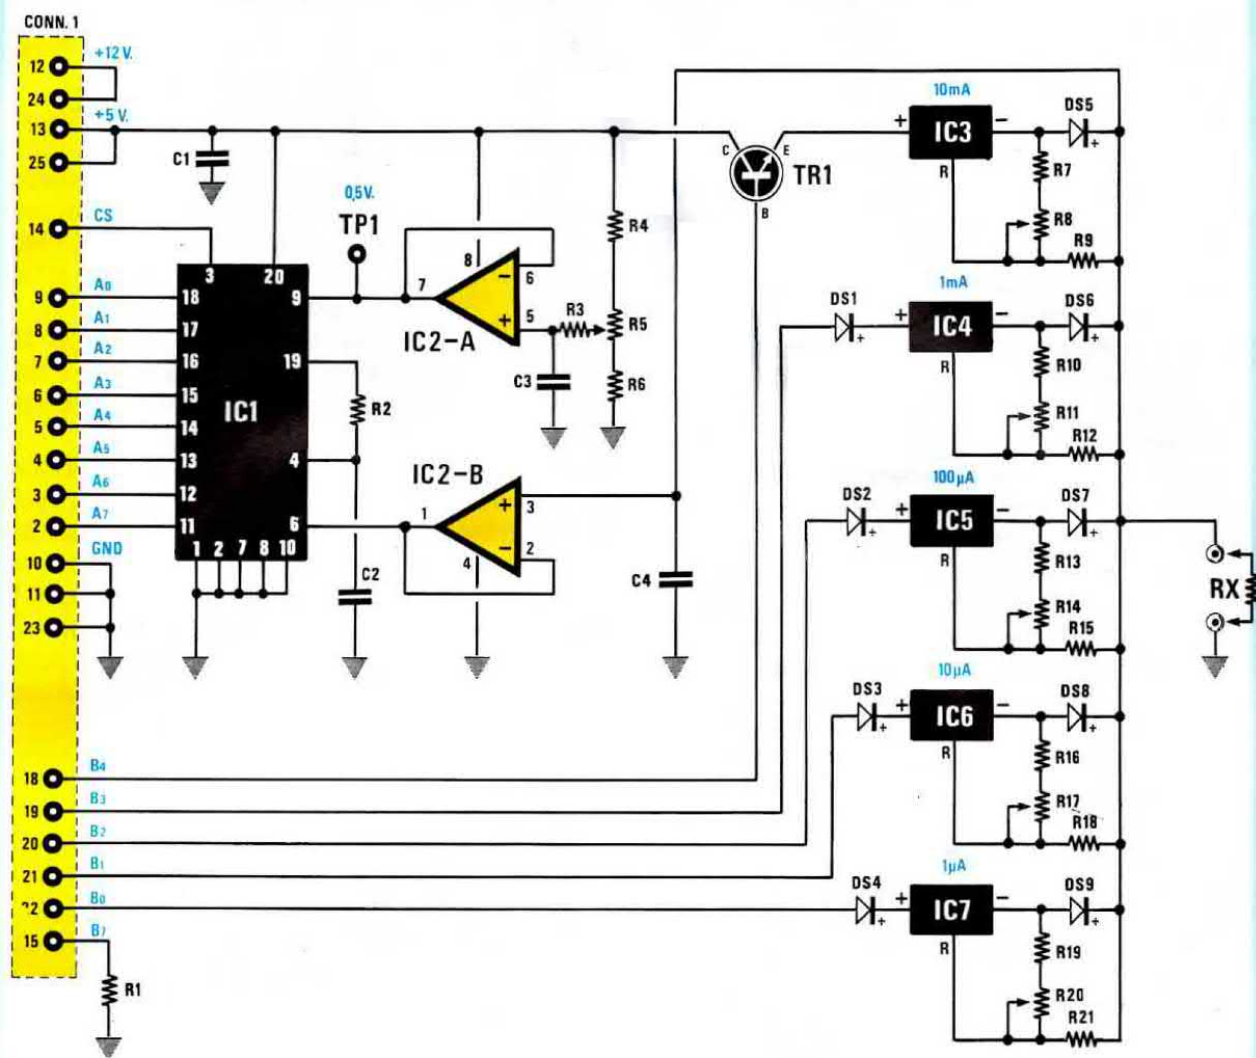 CONN. 1
12 +12 V.
24
13 +5 V.
25
14 CS
9 A0
8 A1
7 A2
6 A3
5 A4
4 A5
3 A6
2 A7
10 GND
11
23
18 B4
19 B3
20 B2
21 B1
22 B0
15 B7
R1
C1
3 20
18 9
17
16 19
15
IC1
14
13 4
12
11 6
1 2 7 8 10
0,5V.
TP1
R2
C2
7 8 6 5
- +
IC2-A
R3
C3
R4
R5
R6
IC2-B
1 3 2 4
+ -
C4
C E
B
TR1
10mA
+ IC3 -
R
DS5
+
R7
R8
R9
1mA
DS1
+
+ IC4 -
R
DS6
+
R10
R11
R12
100µA
DS2
+
+ IC5 -
R
DS7
+
R13
R14
R15
10µA
DS3
+
+ IC6 -
R
DS8
+
R16
R17
R18
1µA
DS4
+
+ IC7 -
R
DS9
+
R19
R20
R21
RX